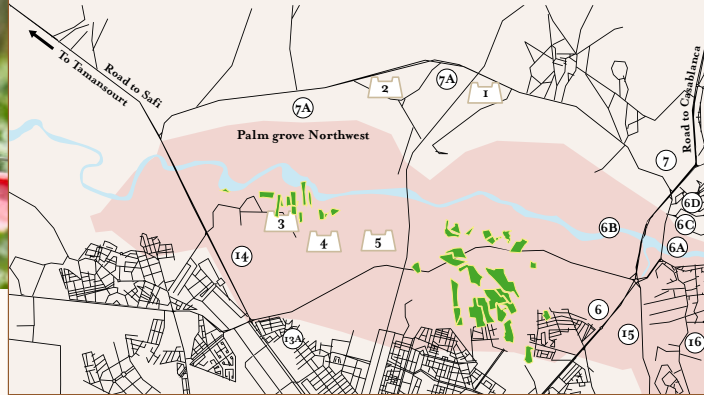 To Tamansourt
Road to Safi
Road to Casablanca
7A
2
7A
1
Palm grove Northwest
7
6D
3
4
5
6C
6B
6A
14
6
13A
15
16